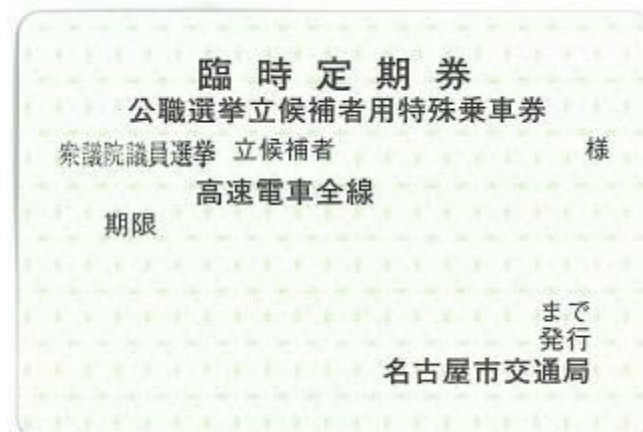 臨時定期券
公職選挙立候補者用特殊乗車券
衆議院議員選挙 立候補者 様
高速電車全線
期限
まで
発行
名古屋市交通局